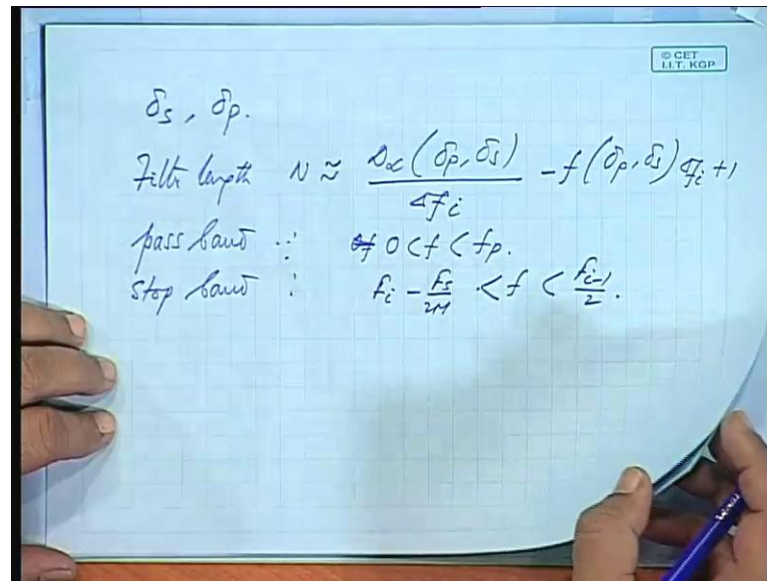 © CET
I.I.T. KGP
δs, δp.
Filter length N ≈ D∝(δp, δs) / Δfi - f(δp, δs) Δfi + 1
pass band : 0 < f < fp.
stop band : Fi - Fs/2M < f < Fi-1/2.